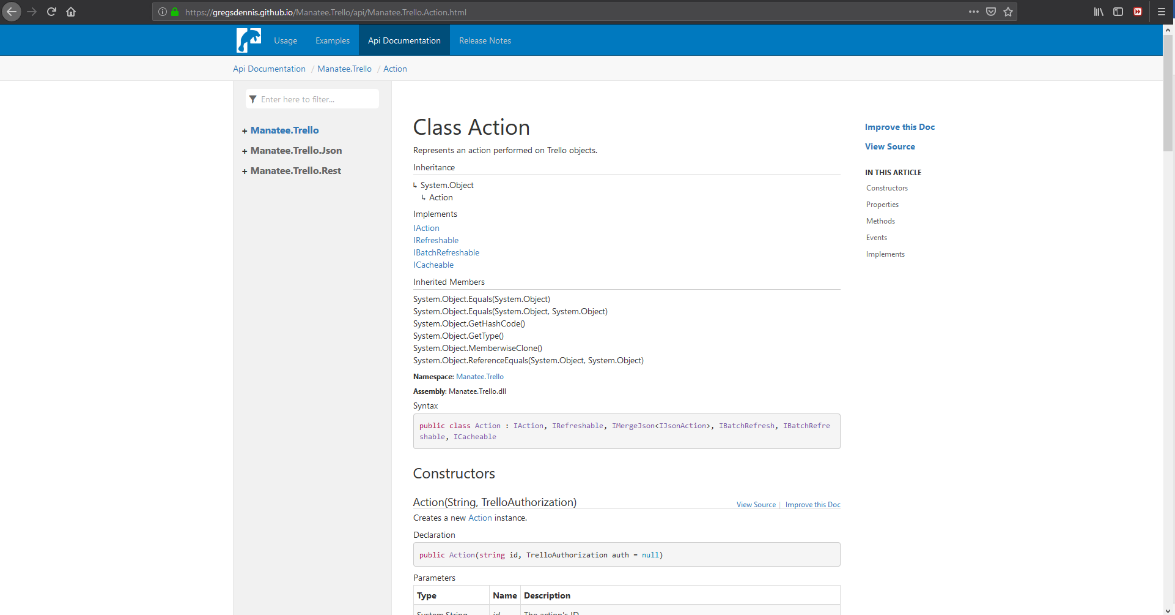 https://gregsdennis.github.io/Manatee.Trello/api/Manatee.Trello.Action.html
Usage Examples Api Documentation Release Notes
Api Documentation / Manatee.Trello / Action
Enter here to filter...
+ Manatee.Trello
+ Manatee.Trello.Json
+ Manatee.Trello.Rest
Class Action
Represents an action performed on Trello objects.
Inheritance
↳ System.Object
↳ Action
Implements
IAction
IRefreshable
IBatchRefreshable
ICacheable
Inherited Members
System.Object.Equals(System.Object)
System.Object.Equals(System.Object, System.Object)
System.Object.GetHashCode()
System.Object.GetType()
System.Object.MemberwiseClone()
System.Object.ReferenceEquals(System.Object, System.Object)
Namespace: Manatee.Trello
Assembly: Manatee.Trello.dll
Syntax
public class Action : IAction, IRefreshable, IMergeJson<IJsonAction>, IBatchRefresh, IBatchRefre
shable, ICacheable
Constructors
Action(String, TrelloAuthorization)
View Source | Improve this Doc
Creates a new Action instance.
Declaration
public Action(string id, TrelloAuthorization auth = null)
Parameters
Type Name Description
System.String id The action's ID
Improve this Doc
View Source
IN THIS ARTICLE
Constructors
Properties
Methods
Events
Implements